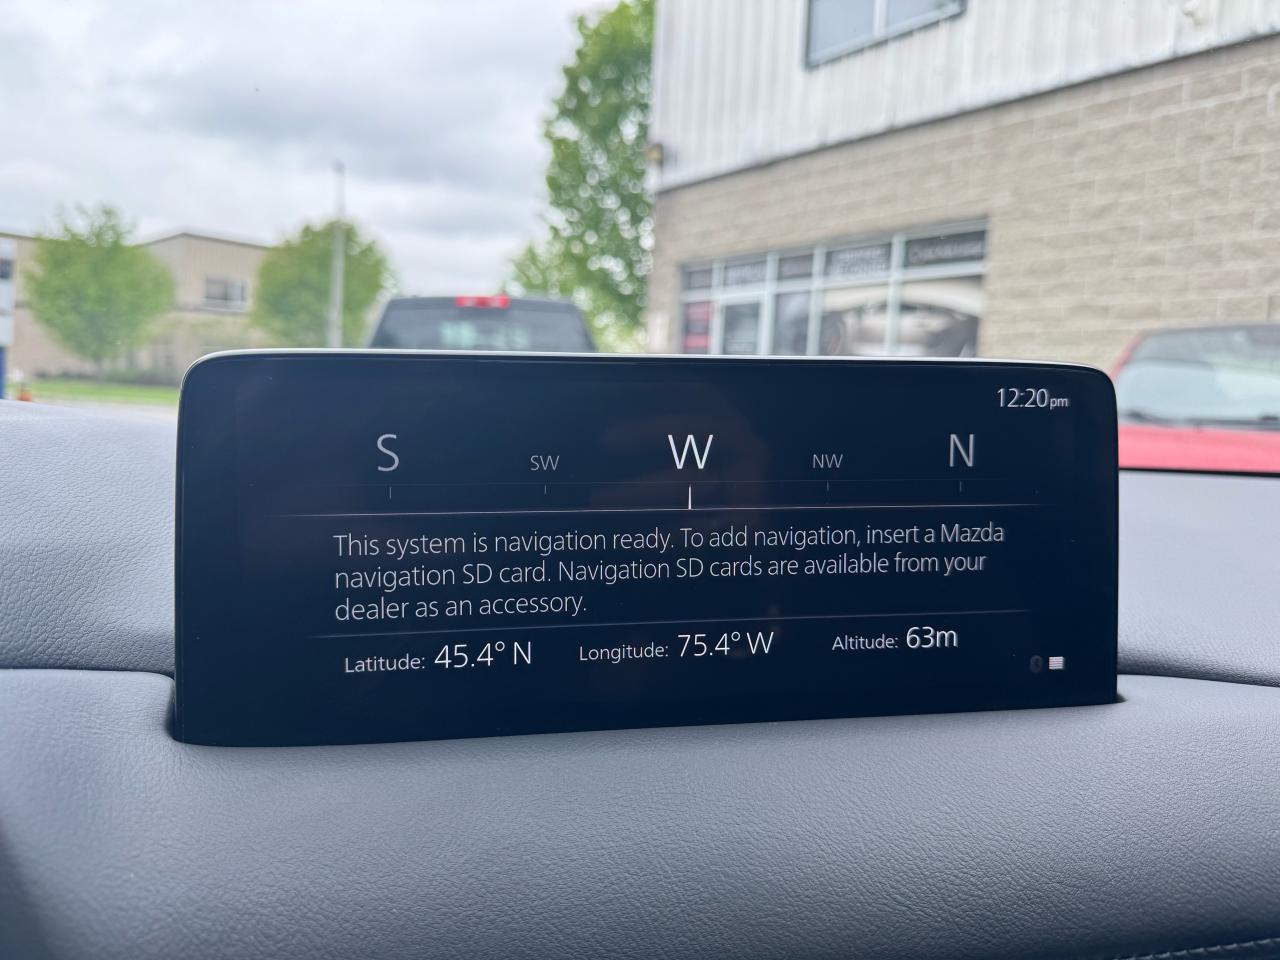 12:20pm
S SW W NW N
This system is navigation ready. To add navigation, insert a Mazda
navigation SD card. Navigation SD cards are available from your
dealer as an accessory.
Latitude: 45.4° N Longitude: 75.4° W Altitude: 63m